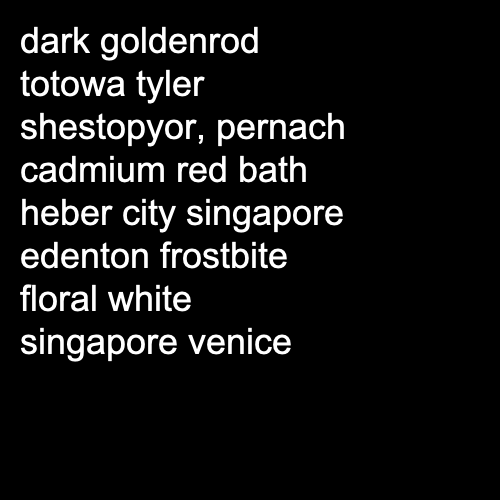 dark goldenrod
totowa tyler
shestopyor, pernach
cadmium red bath
heber city singapore
edenton frostbite
floral white
singapore venice